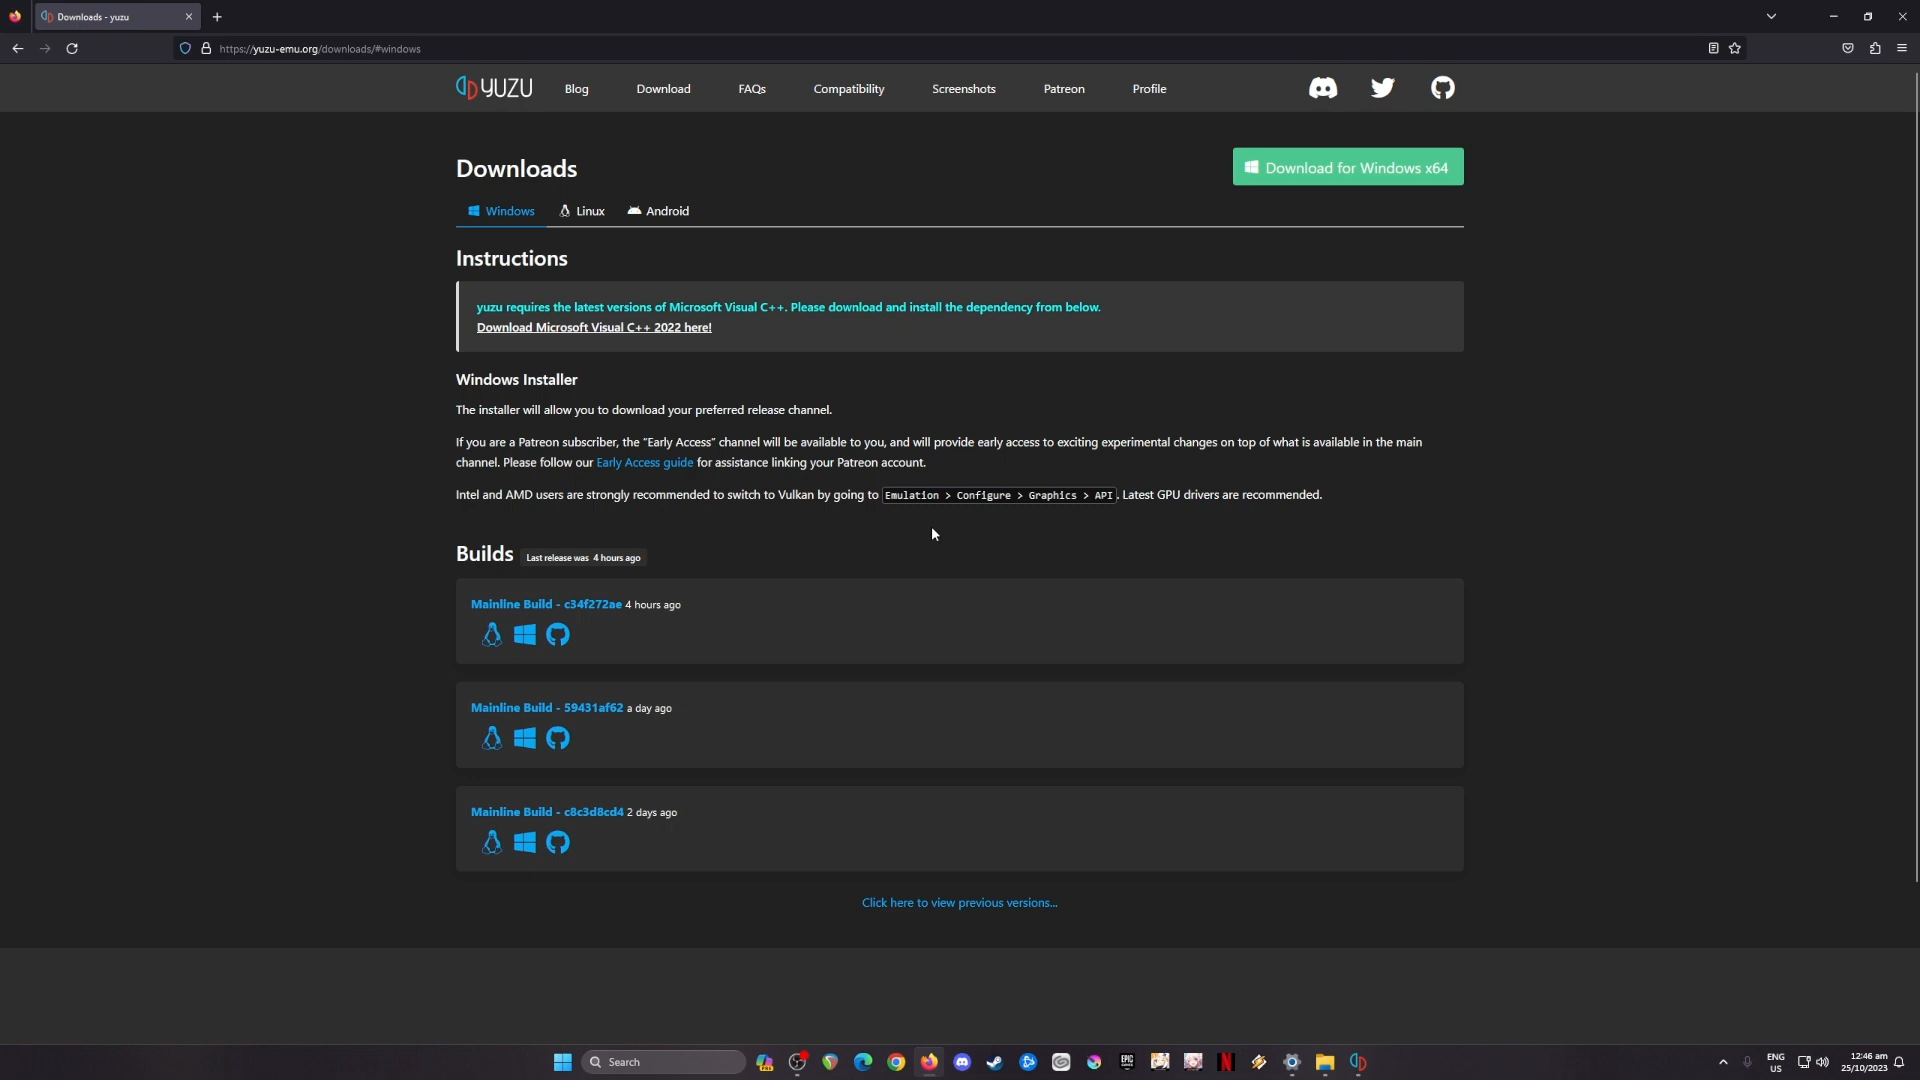 Downloads - yuzu
https://yuzu-emu.org/downloads/#windows
YUZU Blog Download FAQs Compatibility Screenshots Patreon Profile
Downloads
Download for Windows x64
Windows Linux Android
Instructions
yuzu requires the latest versions of Microsoft Visual C++. Please download and install the dependency from below.
Download Microsoft Visual C++ 2022 here!
Windows Installer
The installer will allow you to download your preferred release channel.
If you are a Patreon subscriber, the "Early Access" channel will be available to you, and will provide early access to exciting experimental changes on top of what is available in the main
channel. Please follow our Early Access guide for assistance linking your Patreon account.
Intel and AMD users are strongly recommended to switch to Vulkan by going to Emulation > Configure > Graphics > API. Latest GPU drivers are recommended.
Builds Last release was 4 hours ago
Mainline Build - c34f272ae 4 hours ago
Mainline Build - 59431af62 a day ago
Mainline Build - c8c3d8cd4 2 days ago
Click here to view previous versions...
Search
EPIC GAMES
ENG
US
12:46 am
25/10/2023